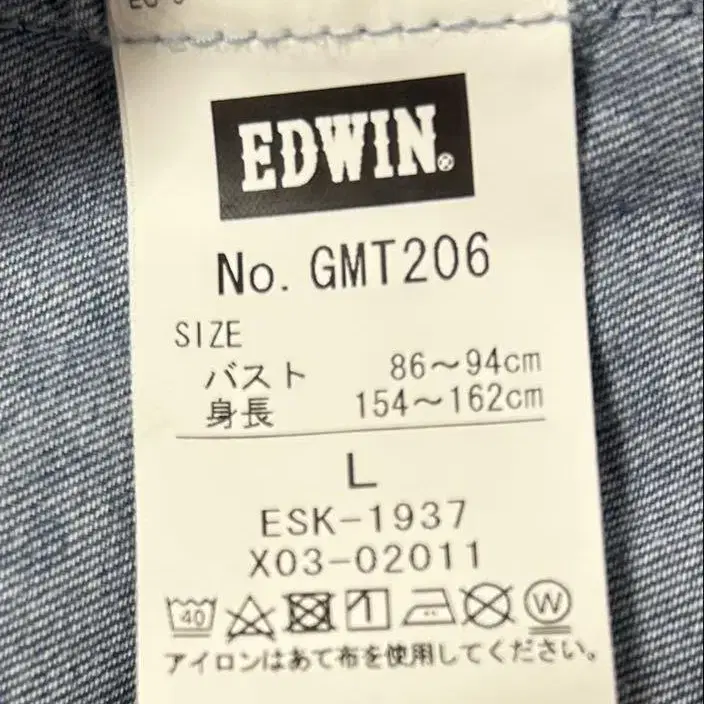 EDWIN®
No. GMT206
SIZE
バスト 86～94cm
身長 154～162cm
L
ESK-1937
X03-02011
40 W
アイロンはあて布を使用してください。